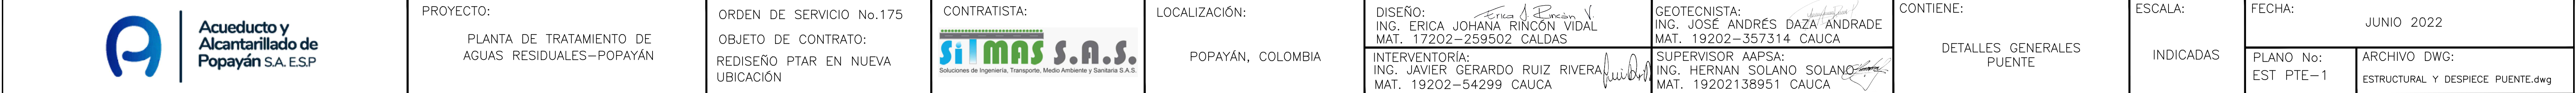 Acueducto y
Alcantarillado de
Popayán S.A. E.S.P
PROYECTO:
PLANTA DE TRATAMIENTO DE
AGUAS RESIDUALES-POPAYÁN
ORDEN DE SERVICIO No.175
OBJETO DE CONTRATO:
REDISEÑO PTAR EN NUEVA
UBICACIÓN
CONTRATISTA:
SilMAS S.A.S.
Soluciones de Ingeniería, Transporte, Medio Ambiente y Sanitaria S.A.S.
LOCALIZACIÓN:
POPAYÁN, COLOMBIA
DISEÑO:
Erica J. Rincón V.
ING. ERICA JOHANA RINCÓN VIDAL
MAT. 17202-259502 CALDAS
INTERVENTORÍA:
ING. JAVIER GERARDO RUIZ RIVERA
MAT. 19202-54299 CAUCA
GEOTECNISTA:
ING. JOSÉ ANDRÉS DAZA ANDRADE
MAT. 19202-357314 CAUCA
SUPERVISOR AAPSA:
ING. HERNAN SOLANO SOLANO
MAT. 19202138951 CAUCA
CONTIENE:
DETALLES GENERALES
PUENTE
ESCALA:
INDICADAS
FECHA:
JUNIO 2022
PLANO No:
EST PTE-1
ARCHIVO DWG:
ESTRUCTURAL Y DESPIECE PUENTE.dwg